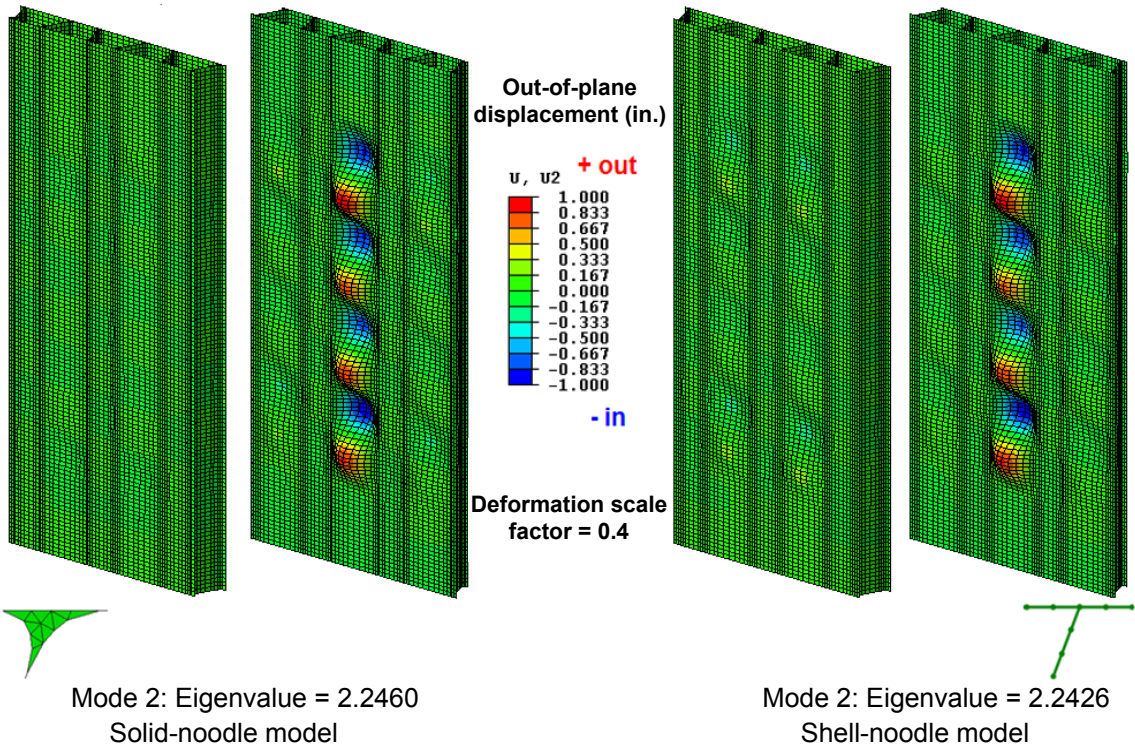 Out-of-plane
displacement (in.)
+ out
U, U2
1.000
0.833
0.667
0.500
0.333
0.167
0.000
-0.167
-0.333
-0.500
-0.667
-0.833
-1.000
- in
Deformation scale
factor = 0.4
Mode 2: Eigenvalue = 2.2460
Solid-noodle model
Mode 2: Eigenvalue = 2.2426
Shell-noodle model